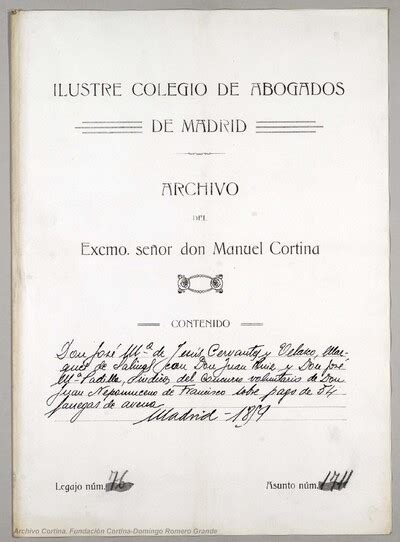 ILUSTRE COLEGIO DE ABOGADOS
DE MADRID
ARCHIVO
DEL
Excmo. señor don Manuel Cortina
CONTENIDO
Don José Mª de Jesús Cervantes y Velasco, Mar-
qués de Salinas, con Don Juan Ruiz y Don José
Mª Padilla, Síndicos del concurso voluntario de Don
Juan Nepomuceno de Francisco sobre pago de 54
fanegas de avena
Madrid - 18
Legajo núm. 76
Asunto núm.
Archivo Cortina. Fundación Cortina-Domingo Romero Grande